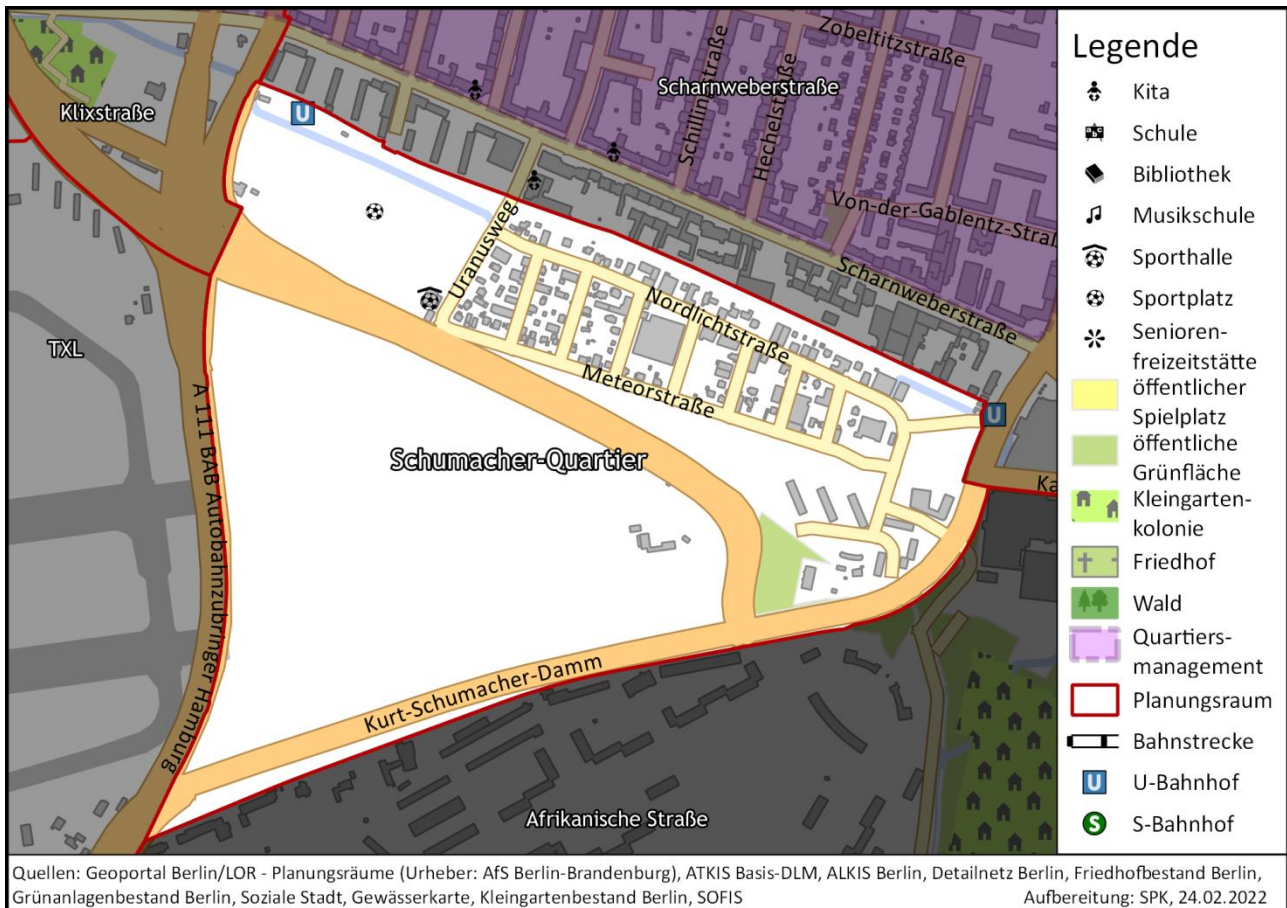 Zobeltitzstraße
Schillingstraße
Hechelstraße
Scharnweberstraße
Klixstraße
U
Von-der-Gablentz-Straß
Uranusweg
Scharnweberstraße
Nordlichtstraße
TXL
Meteorstraße
U
A 111 BAB Autobahnzubringer Hamburg
Schumacher-Quartier
Ka
Kurt-Schumacher-Damm
Afrikanische Straße
Legende
Kita
Schule
Bibliothek
Musikschule
Sporthalle
Sportplatz
Senioren-
freizeitstätte
öffentlicher
Spielplatz
öffentliche
Grünfläche
Kleingarten-
kolonie
Friedhof
Wald
Quartiers-
management
Planungsraum
Bahnstrecke
U U-Bahnhof
S S-Bahnhof
Quellen: Geoportal Berlin/LOR - Planungsräume (Urheber: AfS Berlin-Brandenburg), ATKIS Basis-DLM, ALKIS Berlin, Detailnetz Berlin, Friedhofbestand Berlin,
Grünanlagenbestand Berlin, Soziale Stadt, Gewässerkarte, Kleingartenbestand Berlin, SOFIS Aufbereitung: SPK, 24.02.2022